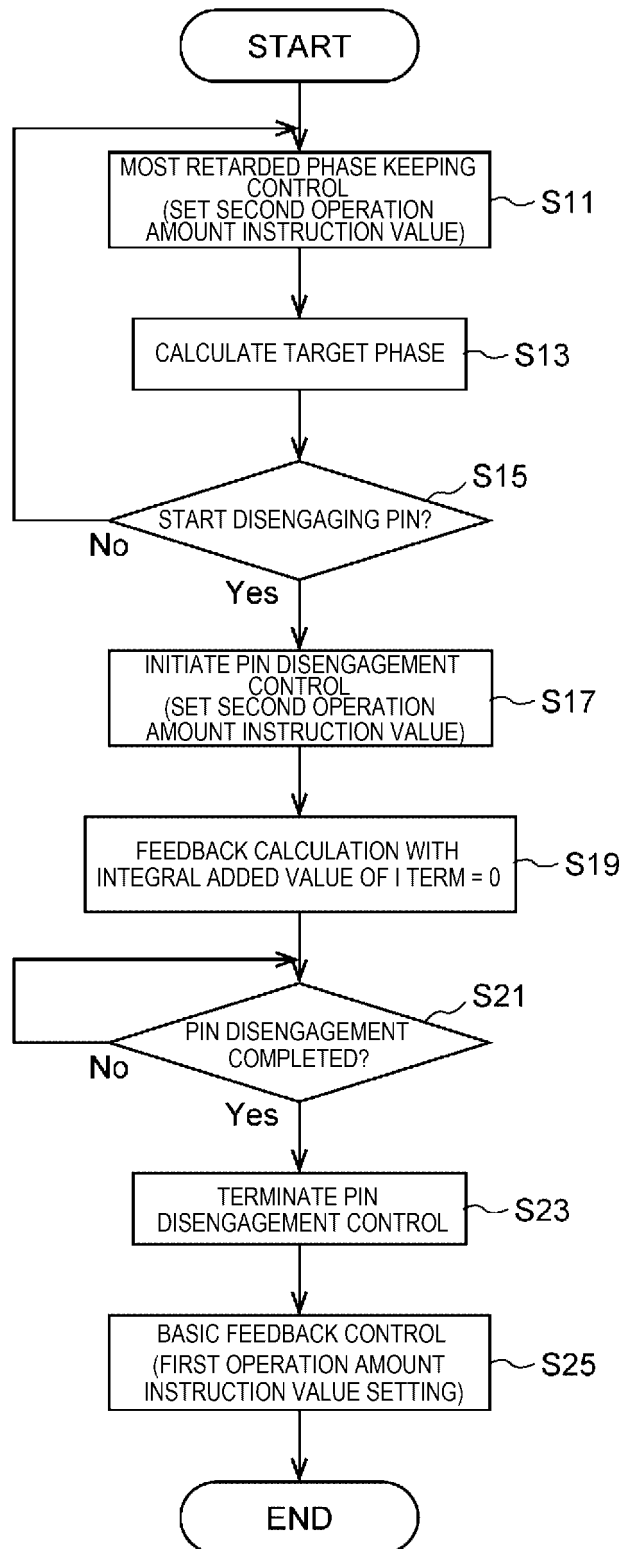 START
MOST RETARDED PHASE KEEPING
CONTROL
(SET SECOND OPERATION
AMOUNT INSTRUCTION VALUE)
S11
CALCULATE TARGET PHASE
S13
S15
START DISENGAGING PIN?
No
Yes
INITIATE PIN DISENGAGEMENT
CONTROL
(SET SECOND OPERATION
AMOUNT INSTRUCTION VALUE)
S17
FEEDBACK CALCULATION WITH
INTEGRAL ADDED VALUE OF I TERM = 0
S19
S21
PIN DISENGAGEMENT
COMPLETED?
No
Yes
TERMINATE PIN
DISENGAGEMENT CONTROL
S23
BASIC FEEDBACK CONTROL
(FIRST OPERATION AMOUNT
INSTRUCTION VALUE SETTING)
S25
END